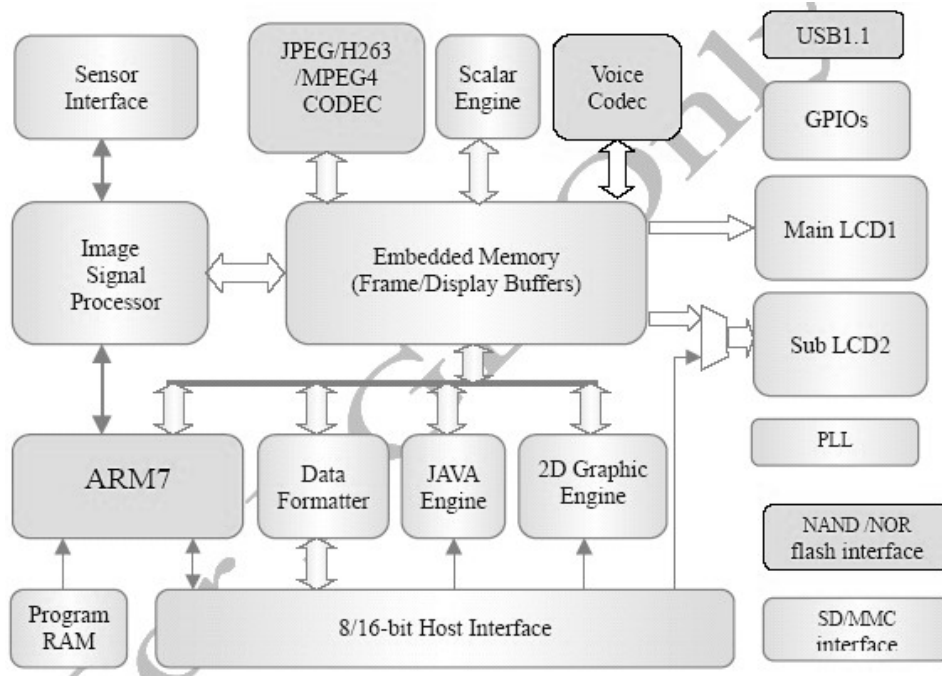 Sensor
Interface
JPEG/H263
/MPEG4
CODEC
Scalar
Engine
Voice
Codec
USB1.1
GPIOs
Image
Signal
Processor
Embedded Memory
(Frame/Display Buffers)
Main LCD1
Sub LCD2
PLL
ARM7
Data
Formatter
JAVA
Engine
2D Graphic
Engine
NAND /NOR
flash interface
Program
RAM
8/16-bit Host Interface
SD/MMC
interface
Only